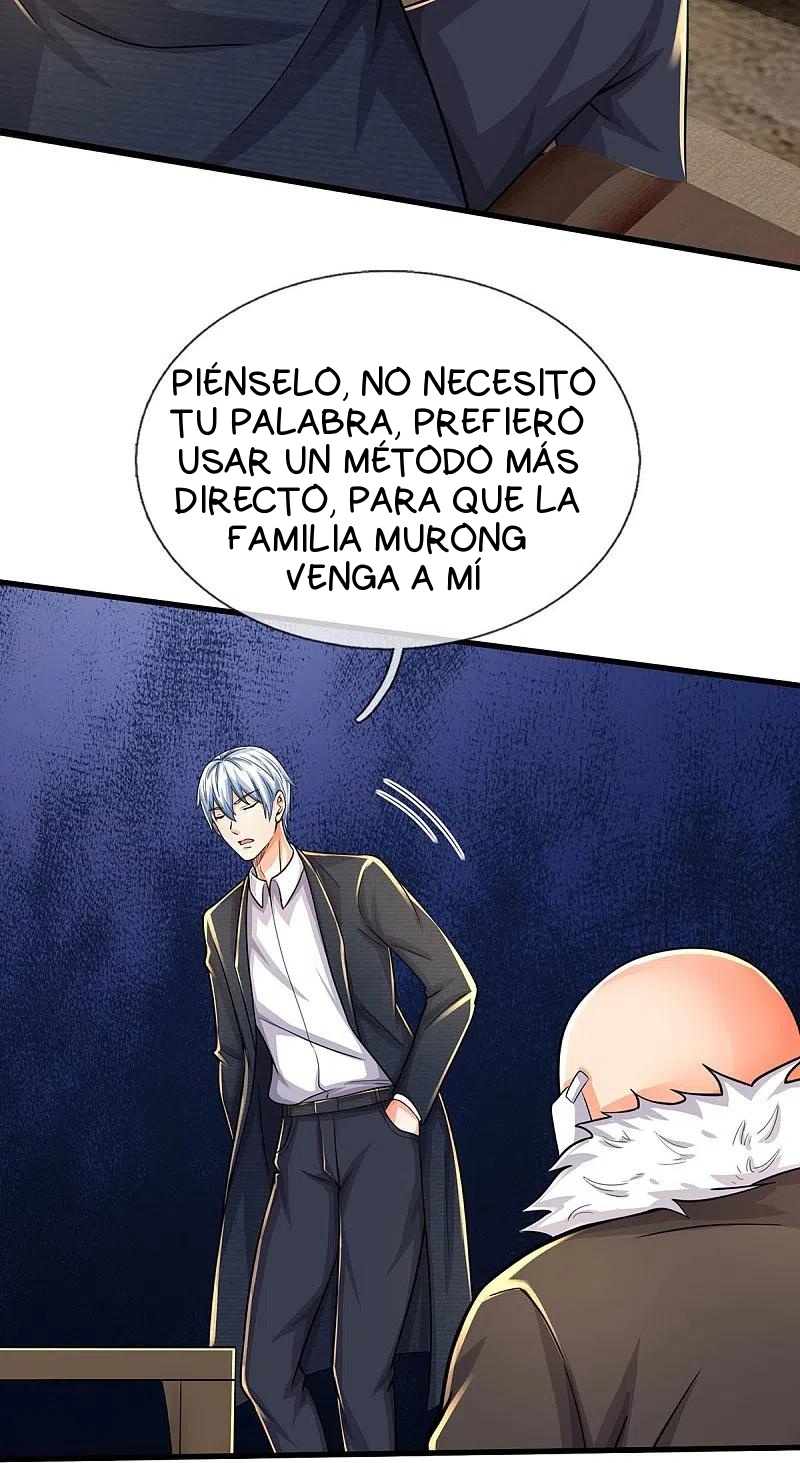 PIÉNSELO, NO NECESITO
TU PALABRA, PREFIERO
USAR UN MÉTODO MÁS
DIRECTO, PARA QUE LA
FAMILIA MURONG
VENGA A MÍ